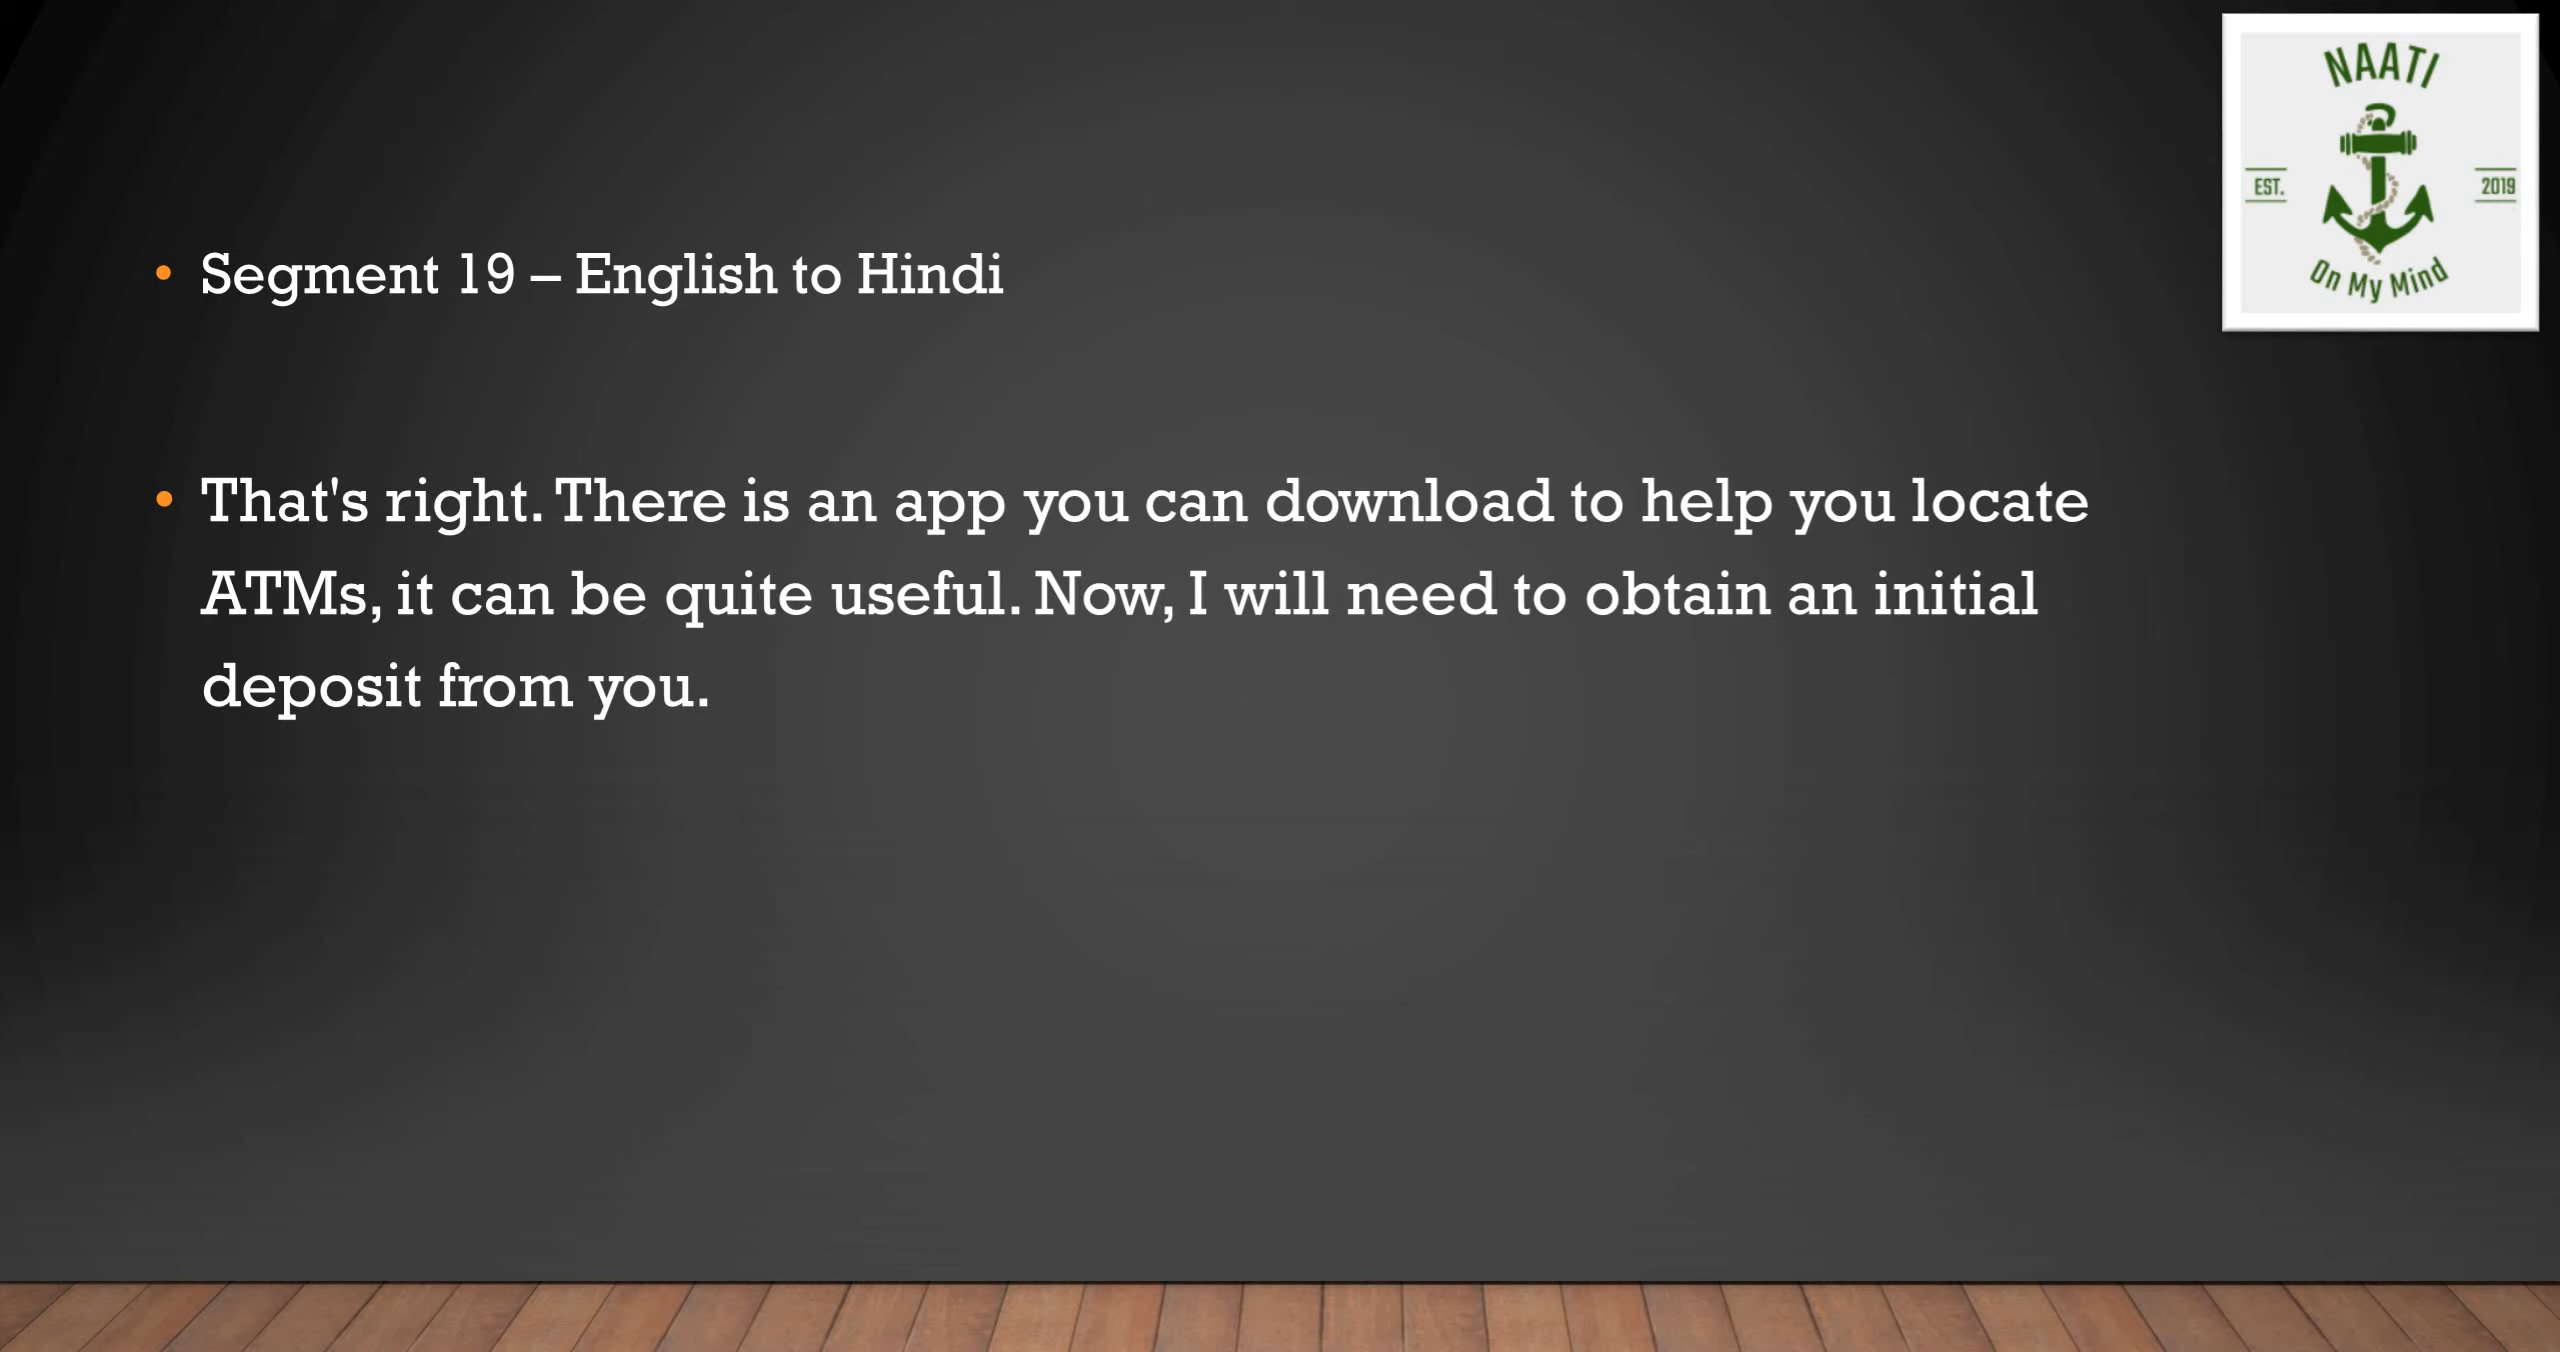 NAATI
EST.
2019
On My Mind
• Segment 19 – English to Hindi
• That's right. There is an app you can download to help you locate
ATMs, it can be quite useful. Now, I will need to obtain an initial
deposit from you.